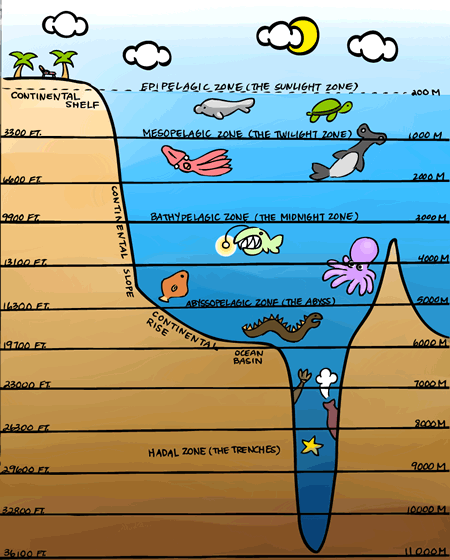 EPIPELAGIC ZONE (THE SUNLIGHT ZONE)
200 M
CONTINENTAL
SHELF
3300 FT.
MESOPELAGIC ZONE (THE TWILIGHT ZONE)
1000 M
6600 FT.
2000 M
CONTINENTAL SLOPE
9900 FT.
BATHYPELAGIC ZONE (THE MIDNIGHT ZONE)
3000 M
13100 FT.
4000 M
16300 FT.
ABYSSOPELAGIC ZONE (THE ABYSS)
5000 M
CONTINENTAL
RISE
19700 FT.
OCEAN
BASIN
6000 M
23000 FT.
7000 M
26300 FT.
8000 M
HADAL ZONE (THE TRENCHES)
29600 FT.
9000 M
32800 FT.
10000 M
36100 FT.
11000 M